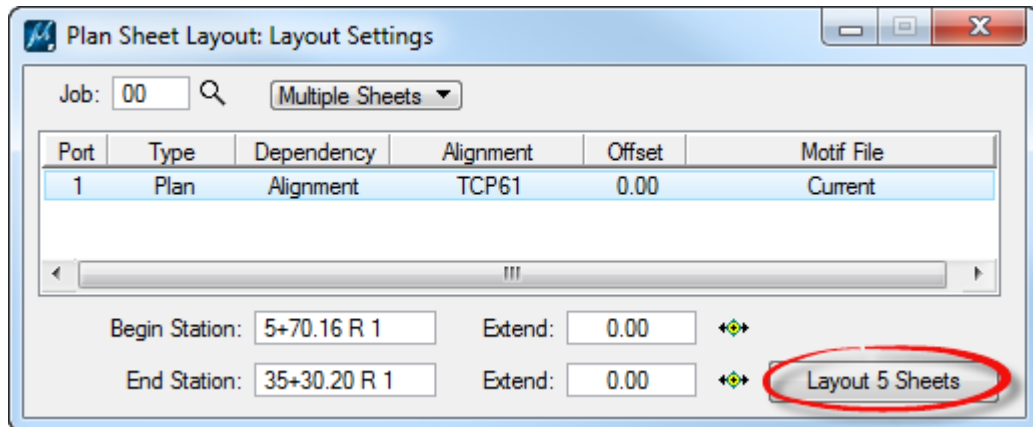 Plan Sheet Layout: Layout Settings
Job: 00 Multiple Sheets
Port Type Dependency Alignment Offset Motif File
1 Plan Alignment TCP61 0.00 Current
Begin Station: 5+70.16 R 1 Extend: 0.00
End Station: 35+30.20 R 1 Extend: 0.00 Layout 5 Sheets